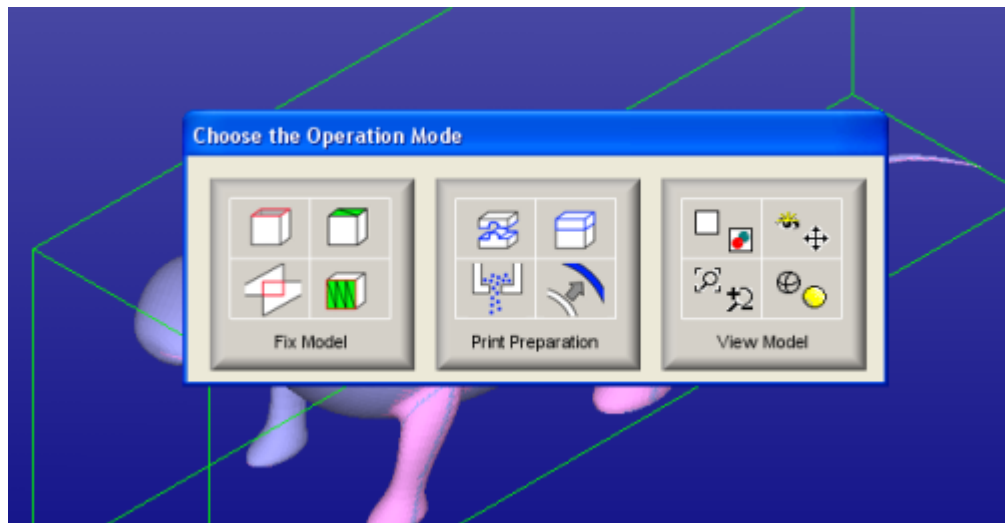 Choose the Operation Mode
Fix Model
Print Preparation
View Model